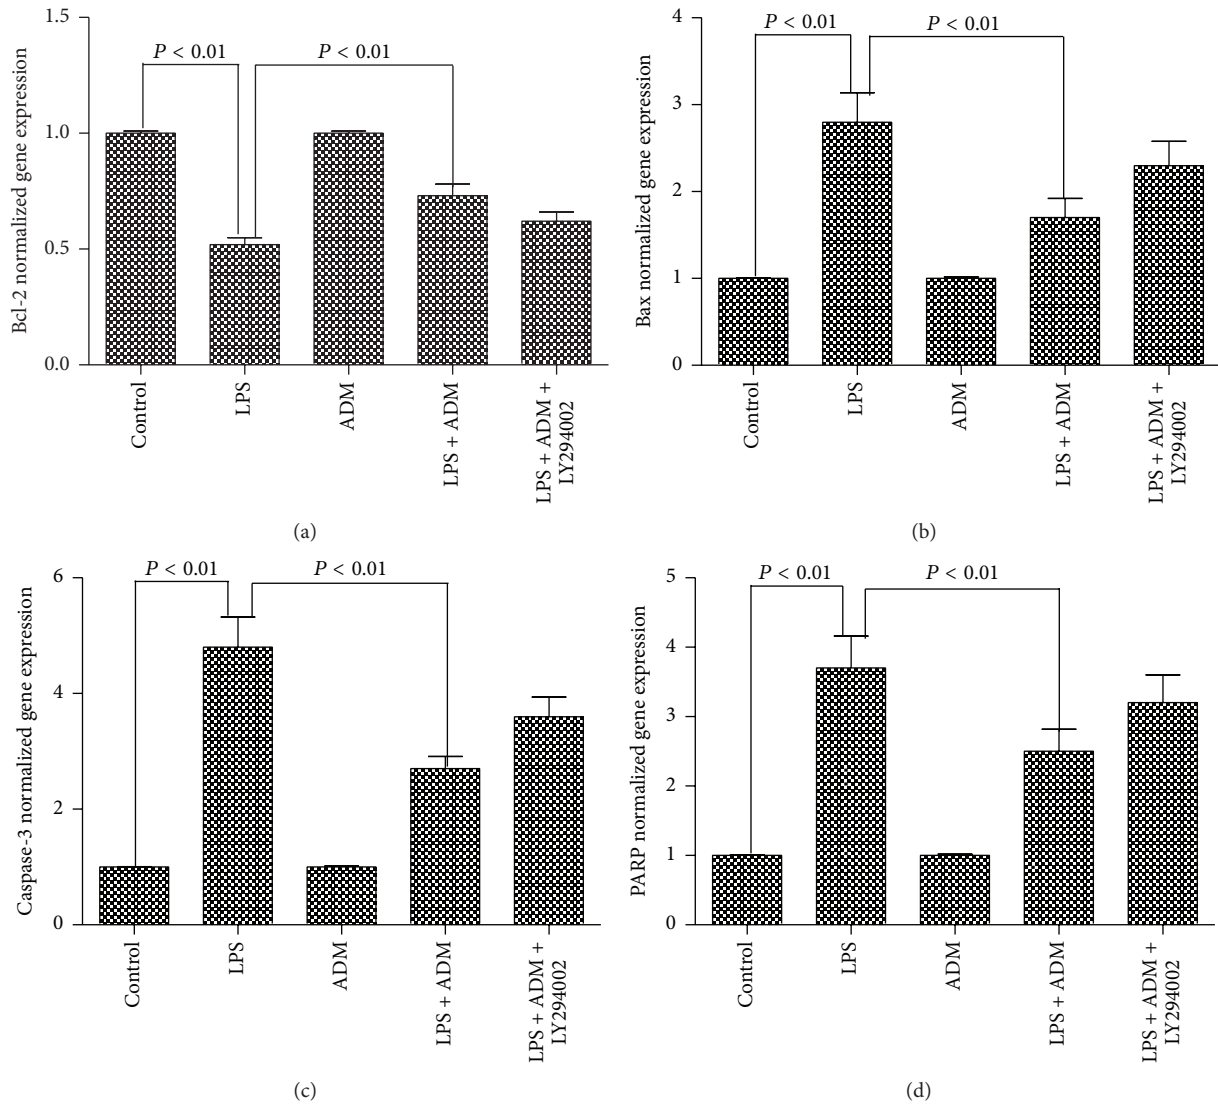 1.5
1.0
0.5
0.0
Bcl-2 normalized gene expression
P < 0.01
P < 0.01
Control
LPS
ADM
LPS + ADM
LPS + ADM +
LY294002
(a)
4
3
2
1
0
Bax normalized gene expression
P < 0.01
P < 0.01
Control
LPS
ADM
LPS + ADM
LPS + ADM +
LY294002
(b)
6
4
2
0
Caspase-3 normalized gene expression
P < 0.01
P < 0.01
Control
LPS
ADM
LPS + ADM
LPS + ADM +
LY294002
(c)
5
4
3
2
1
0
PARP normalized gene expression
P < 0.01
P < 0.01
Control
LPS
ADM
LPS + ADM
LPS + ADM +
LY294002
(d)